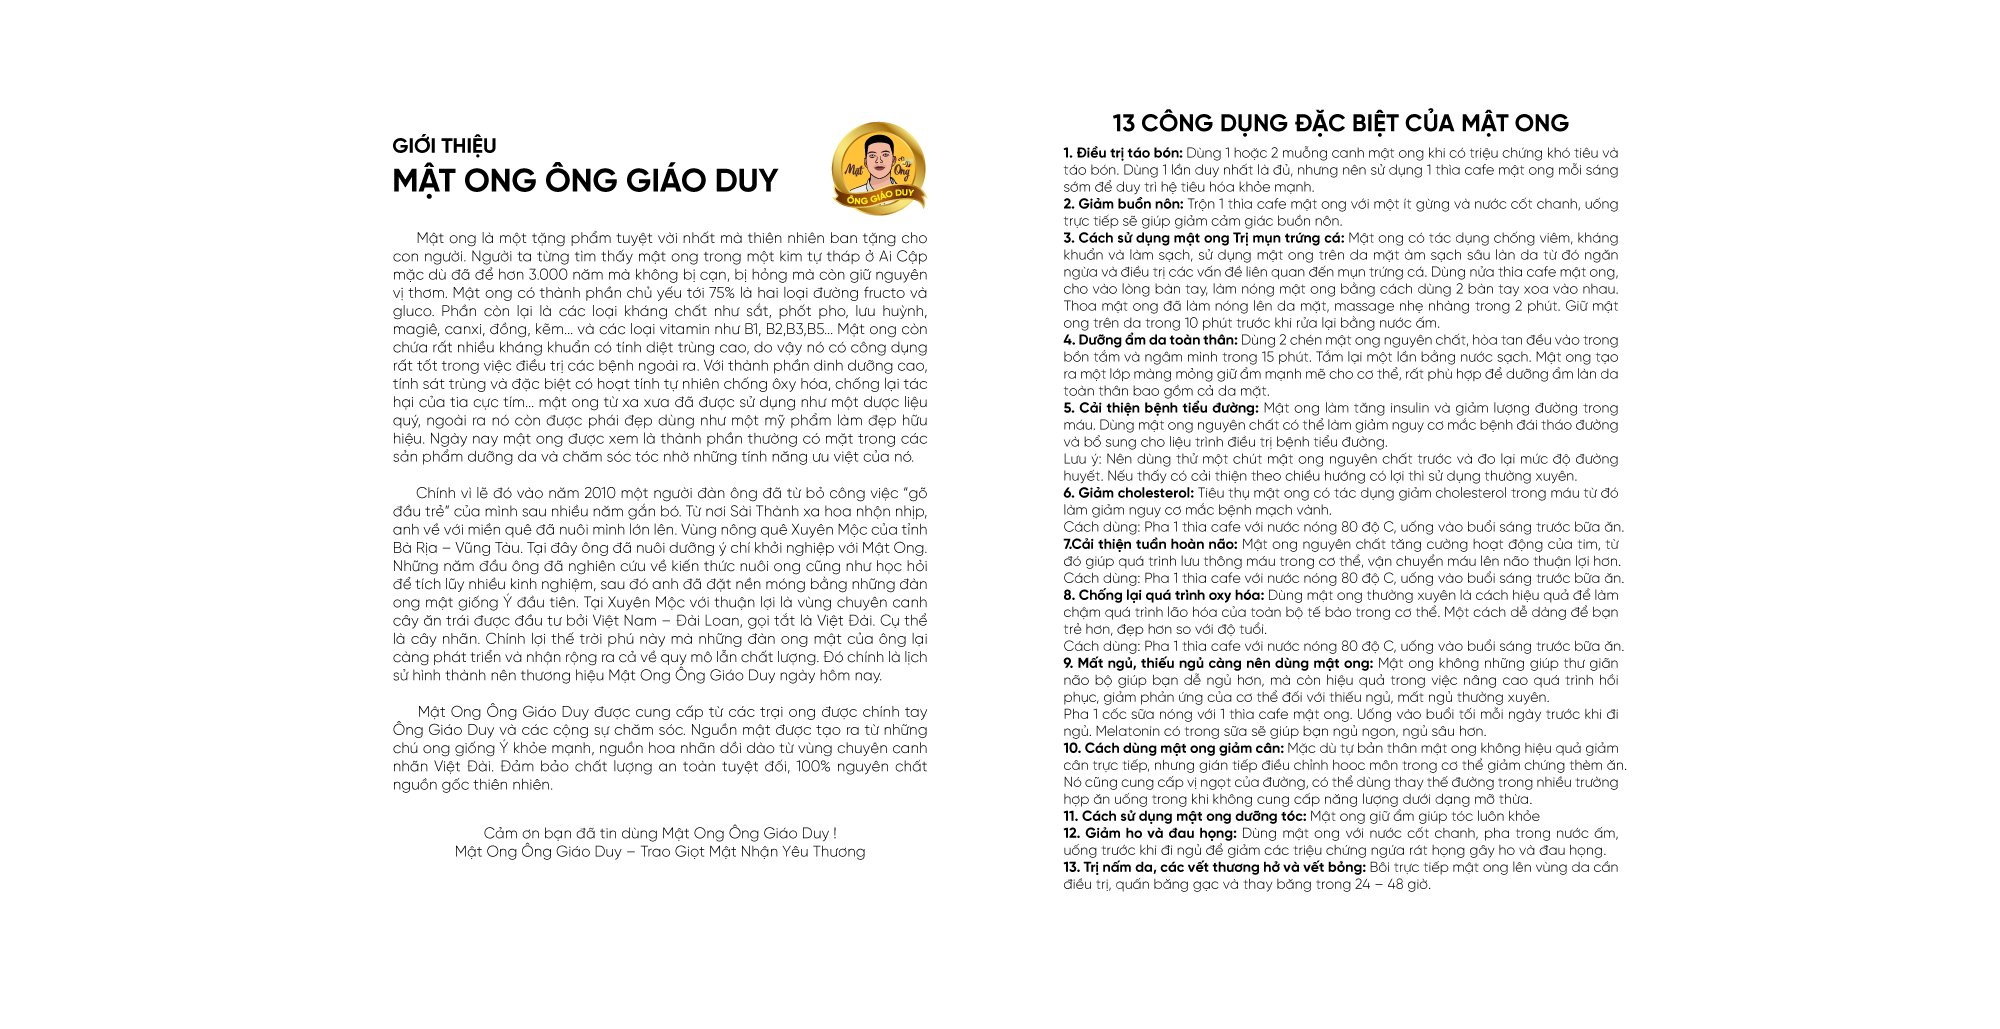 GIỚI THIỆU
MẬT ONG ÔNG GIÁO DUY
Mật
Ong
ÔNG GIÁO DUY
Mật ong là một tặng phẩm tuyệt vời nhất mà thiên nhiên ban tặng cho
con người. Người ta từng tìm thấy mật ong trong một kim tự tháp ở Ai Cập
mặc dù đã để hơn 3.000 năm mà không bị cạn, bị hỏng mà còn giữ nguyên
vị thơm. Mật ong có thành phần chủ yếu tới 75% là hai loại đường fructo và
gluco. Phần còn lại là các loại kháng chất như sắt, phốt pho, lưu huỳnh,
magiê, canxi, đồng, kẽm... và các loại vitamin như B1, B2,B3,B5... Mật ong còn
chứa rất nhiều kháng khuẩn có tính diệt trùng cao, do vậy nó có công dụng
rất tốt trong việc điều trị các bệnh ngoài ra. Với thành phần dinh dưỡng cao,
tính sát trùng và đặc biệt có hoạt tính tự nhiên chống ôxy hóa, chống lại tác
hại của tia cực tím... mật ong từ xa xưa đã được sử dụng như một dược liệu
quý, ngoài ra nó còn được phái đẹp dùng như một mỹ phẩm làm đẹp hữu
hiệu. Ngày nay mật ong được xem là thành phần thường có mặt trong các
sản phẩm dưỡng da và chăm sóc tóc nhờ những tính năng ưu việt của nó.
Chính vì lẽ đó vào năm 2010 một người đàn ông đã từ bỏ công việc “gõ
đầu trẻ” của mình sau nhiều năm gắn bó. Từ nơi Sài Thành xa hoa nhộn nhịp,
anh về với miền quê đã nuôi mình lớn lên. Vùng nông quê Xuyên Mộc của tỉnh
Bà Rịa – Vũng Tàu. Tại đây ông đã nuôi dưỡng ý chí khởi nghiệp với Mật Ong.
Những năm đầu ông đã nghiên cứu về kiến thức nuôi ong cũng như học hỏi
để tích lũy nhiều kinh nghiệm, sau đó anh đã đặt nền móng bằng những đàn
ong mật giống Ý đầu tiên. Tại Xuyên Mộc với thuận lợi là vùng chuyên canh
cây ăn trái được đầu tư bởi Việt Nam – Đài Loan, gọi tắt là Việt Đài. Cụ thể
là cây nhãn. Chính lợi thế trời phú này mà những đàn ong mật của ông lại
càng phát triển và nhận rộng ra cả về quy mô lẫn chất lượng. Đó chính là lịch
sử hình thành nên thương hiệu Mật Ong Ông Giáo Duy ngày hôm nay.
Mật Ong Ông Giáo Duy được cung cấp từ các trại ong được chính tay
Ông Giáo Duy và các cộng sự chăm sóc. Nguồn mật được tạo ra từ những
chú ong giống Ý khỏe mạnh, nguồn hoa nhãn dồi dào từ vùng chuyên canh
nhãn Việt Đài. Đảm bảo chất lượng an toàn tuyệt đối, 100% nguyên chất
nguồn gốc thiên nhiên.
Cảm ơn bạn đã tin dùng Mật Ong Ông Giáo Duy !
Mật Ong Ông Giáo Duy – Trao Giọt Mật Nhận Yêu Thương
13 CÔNG DỤNG ĐẶC BIỆT CỦA MẬT ONG
1. Điều trị táo bón: Dùng 1 hoặc 2 muỗng canh mật ong khi có triệu chứng khó tiêu và
táo bón. Dùng 1 lần duy nhất là đủ, nhưng nên sử dụng 1 thìa cafe mật ong mỗi sáng
sớm để duy trì hệ tiêu hóa khỏe mạnh.
2. Giảm buồn nôn: Trộn 1 thìa cafe mật ong với một ít gừng và nước cốt chanh, uống
trực tiếp sẽ giúp giảm cảm giác buồn nôn.
3. Cách sử dụng mật ong Trị mụn trứng cá: Mật ong có tác dụng chống viêm, kháng
khuẩn và làm sạch, sử dụng mật ong trên da mặt àm sạch sâu làn da từ đó ngăn
ngừa và điều trị các vấn đề liên quan đến mụn trứng cá. Dùng nửa thìa cafe mật ong,
cho vào lòng bàn tay, làm nóng mật ong bằng cách dùng 2 bàn tay xoa vào nhau.
Thoa mật ong đã làm nóng lên da mặt, massage nhẹ nhàng trong 2 phút. Giữ mật
ong trên da trong 10 phút trước khi rửa lại bằng nước ấm.
4. Dưỡng ẩm da toàn thân: Dùng 2 chén mật ong nguyên chất, hòa tan đều vào trong
bồn tắm và ngâm mình trong 15 phút. Tắm lại một lần bằng nước sạch. Mật ong tạo
ra một lớp màng mỏng giữ ẩm mạnh mẽ cho cơ thể, rất phù hợp để dưỡng ẩm làn da
toàn thân bao gồm cả da mặt.
5. Cải thiện bệnh tiểu đường: Mật ong làm tăng insulin và giảm lượng đường trong
máu. Dùng mật ong nguyên chất có thể làm giảm nguy cơ mắc bệnh đái tháo đường
và bổ sung cho liệu trình điều trị bệnh tiểu đường.
Lưu ý: Nên dùng thử một chút mật ong nguyên chất trước và đo lại mức độ đường
huyết. Nếu thấy có cải thiện theo chiều hướng có lợi thì sử dụng thường xuyên.
6. Giảm cholesterol: Tiêu thụ mật ong có tác dụng giảm cholesterol trong máu từ đó
làm giảm nguy cơ mắc bệnh mạch vành.
Cách dùng: Pha 1 thìa cafe với nước nóng 80 độ C, uống vào buổi sáng trước bữa ăn.
7.Cải thiện tuần hoàn não: Mật ong nguyên chất tăng cường hoạt động của tim, từ
đó giúp quá trình lưu thông máu trong cơ thể, vận chuyển máu lên não thuận lợi hơn.
Cách dùng: Pha 1 thìa cafe với nước nóng 80 độ C, uống vào buổi sáng trước bữa ăn.
8. Chống lại quá trình oxy hóa: Dùng mật ong thường xuyên là cách hiệu quả để làm
chậm quá trình lão hóa của toàn bộ tế bào trong cơ thể. Một cách dễ dàng để bạn
trẻ hơn, đẹp hơn so với độ tuổi.
Cách dùng: Pha 1 thìa cafe với nước nóng 80 độ C, uống vào buổi sáng trước bữa ăn.
9. Mất ngủ, thiếu ngủ càng nên dùng mật ong: Mật ong không những giúp thư giãn
não bộ giúp bạn dễ ngủ hơn, mà còn hiệu quả trong việc nâng cao quá trình hồi
phục, giảm phản ứng của cơ thể đối với thiếu ngủ, mất ngủ thường xuyên.
Pha 1 cốc sữa nóng với 1 thìa cafe mật ong. Uống vào buổi tối mỗi ngày trước khi đi
ngủ. Melatonin có trong sữa sẽ giúp bạn ngủ ngon, ngủ sâu hơn.
10. Cách dùng mật ong giảm cân: Mặc dù tự bản thân mật ong không hiệu quả giảm
cân trực tiếp, nhưng gián tiếp điều chỉnh hooc môn trong cơ thể giảm chứng thèm ăn.
Nó cũng cung cấp vị ngọt của đường, có thể dùng thay thế đường trong nhiều trường
hợp ăn uống trong khi không cung cấp năng lượng dưới dạng mỡ thừa.
11. Cách sử dụng mật ong dưỡng tóc: Mật ong giữ ẩm giúp tóc luôn khỏe
12. Giảm ho và đau họng: Dùng mật ong với nước cốt chanh, pha trong nước ấm,
uống trước khi đi ngủ để giảm các triệu chứng ngứa rát họng gây ho và đau họng.
13. Trị nấm da, các vết thương hở và vết bỏng: Bôi trực tiếp mật ong lên vùng da cần
điều trị, quấn băng gạc và thay băng trong 24 – 48 giờ.